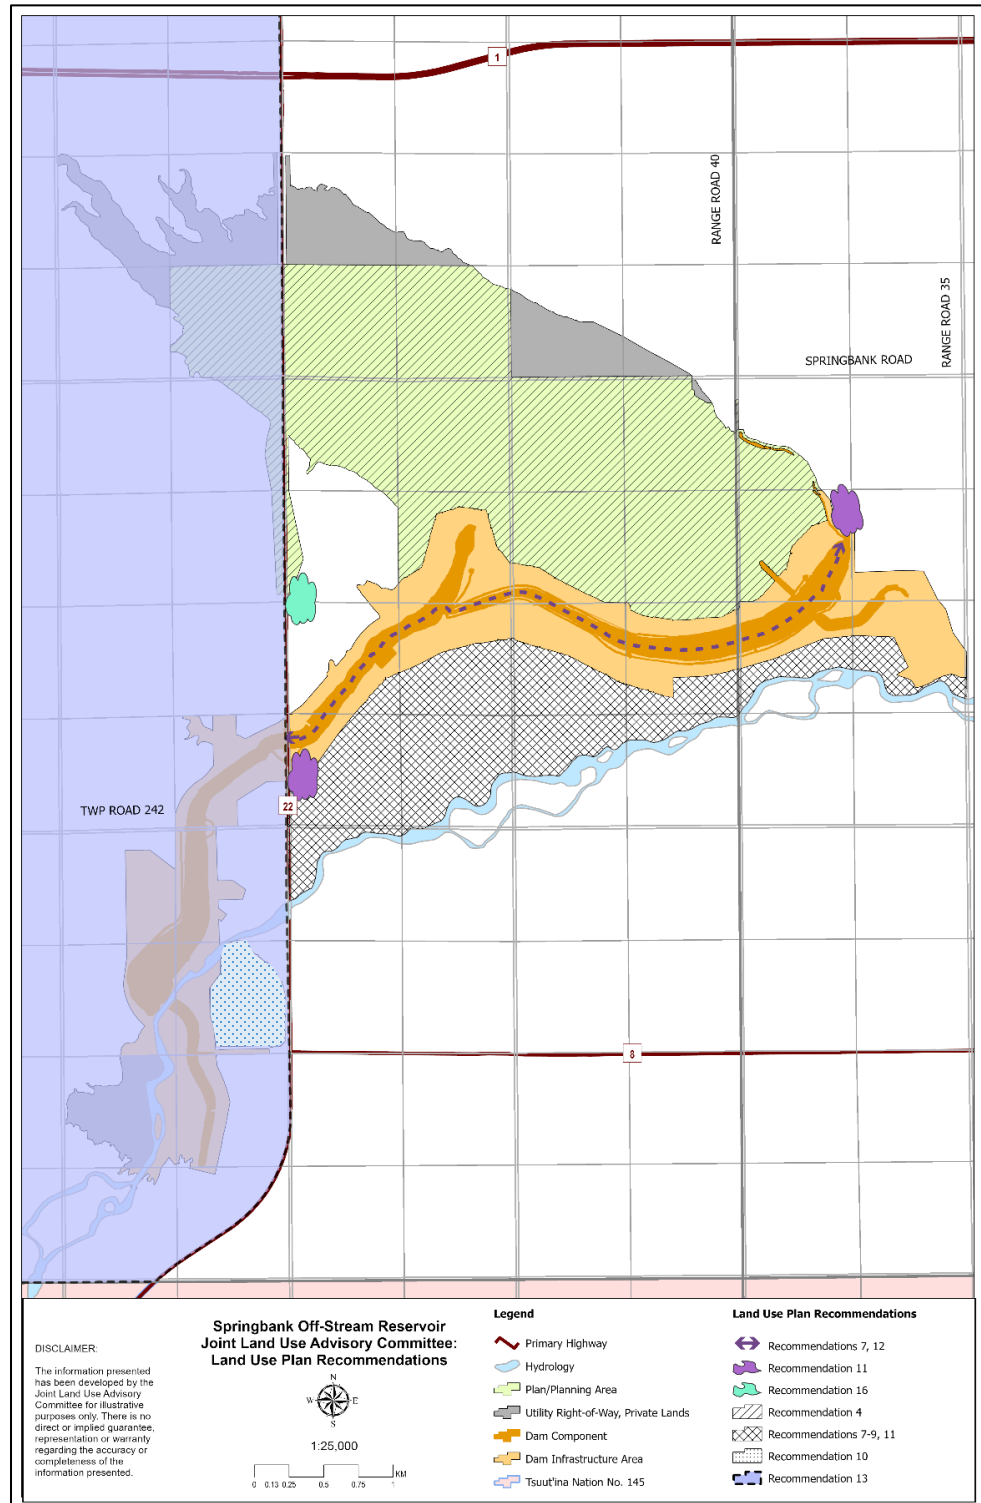 1
RANGE ROAD 40
RANGE ROAD 35
SPRINGBANK ROAD
22
TWP ROAD 242
8
DISCLAIMER:
The information presented
has been developed by the
Joint Land Use Advisory
Committee for illustrative
purposes only. There is no
direct or implied guarantee,
representation or warranty
regarding the accuracy or
completeness of the
information presented.
Springbank Off-Stream Reservoir
Joint Land Use Advisory Committee:
Land Use Plan Recommendations
N
W E
S
1:25,000
0 0.13 0.25 0.5 0.75 1 KM
Legend
Primary Highway
Hydrology
Plan/Planning Area
Utility Right-of-Way, Private Lands
Dam Component
Dam Infrastructure Area
Tsuut'ina Nation No. 145
Land Use Plan Recommendations
Recommendations 7, 12
Recommendation 11
Recommendation 16
Recommendation 4
Recommendations 7-9, 11
Recommendation 10
Recommendation 13